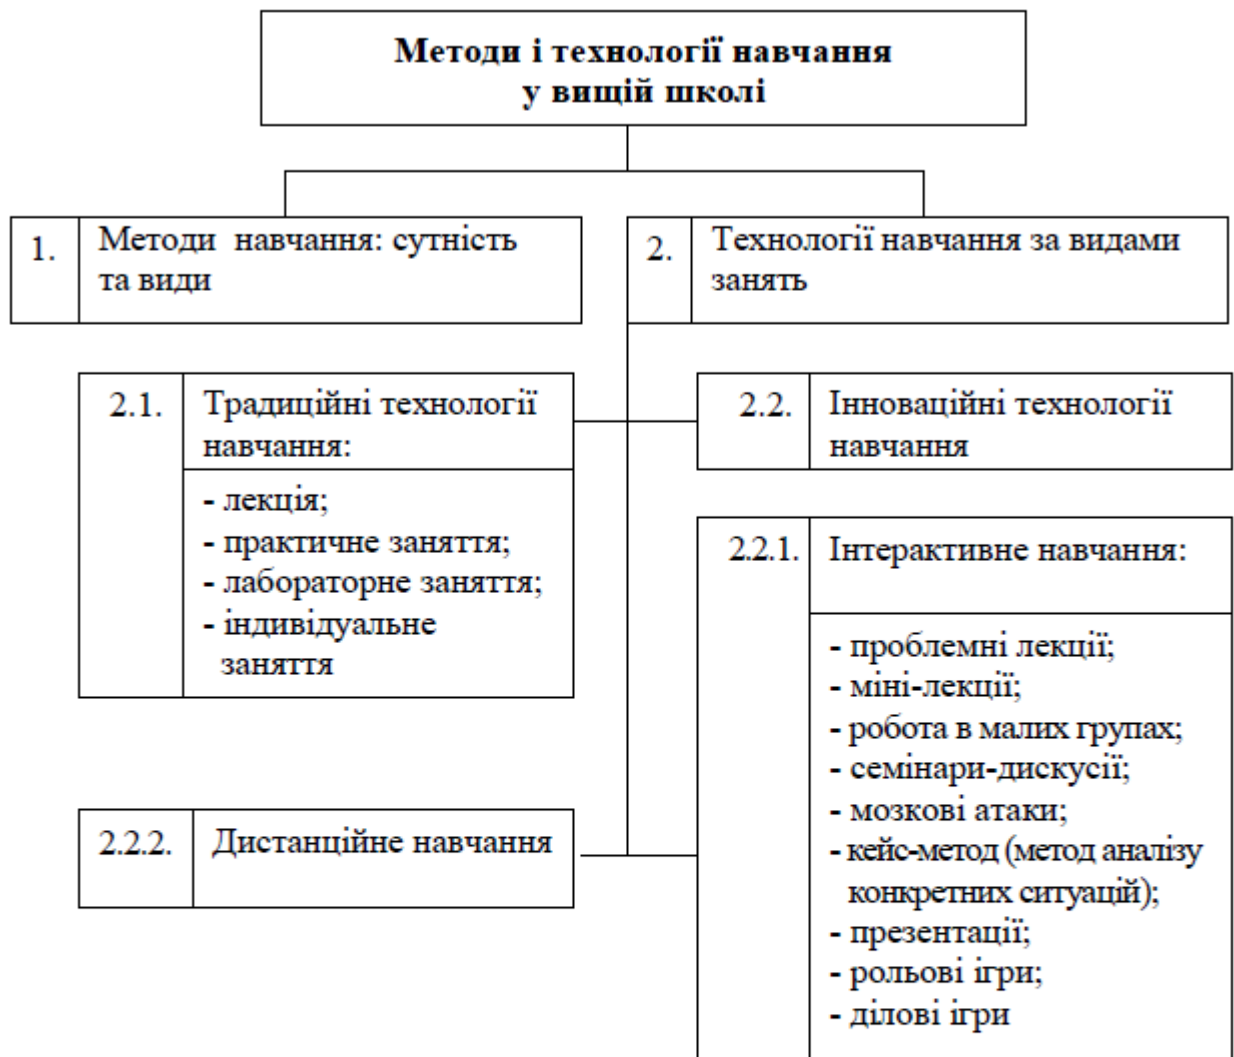 Методи і технології навчання
у вищій школі
1. Методи навчання: сутність
та види
2. Технології навчання за видами
занять
2.1. Традиційні технології
навчання:
- лекція;
- практичне заняття;
- лабораторне заняття;
- індивідуальне
заняття
2.2. Інноваційні технології
навчання
2.2.1. Інтерактивне навчання:
- проблемні лекції;
- міні-лекції;
- робота в малих групах;
- семінари-дискусії;
- мозкові атаки;
- кейс-метод (метод аналізу
конкретних ситуацій);
- презентації;
- рольові ігри;
- ділові ігри
2.2.2. Дистанційне навчання